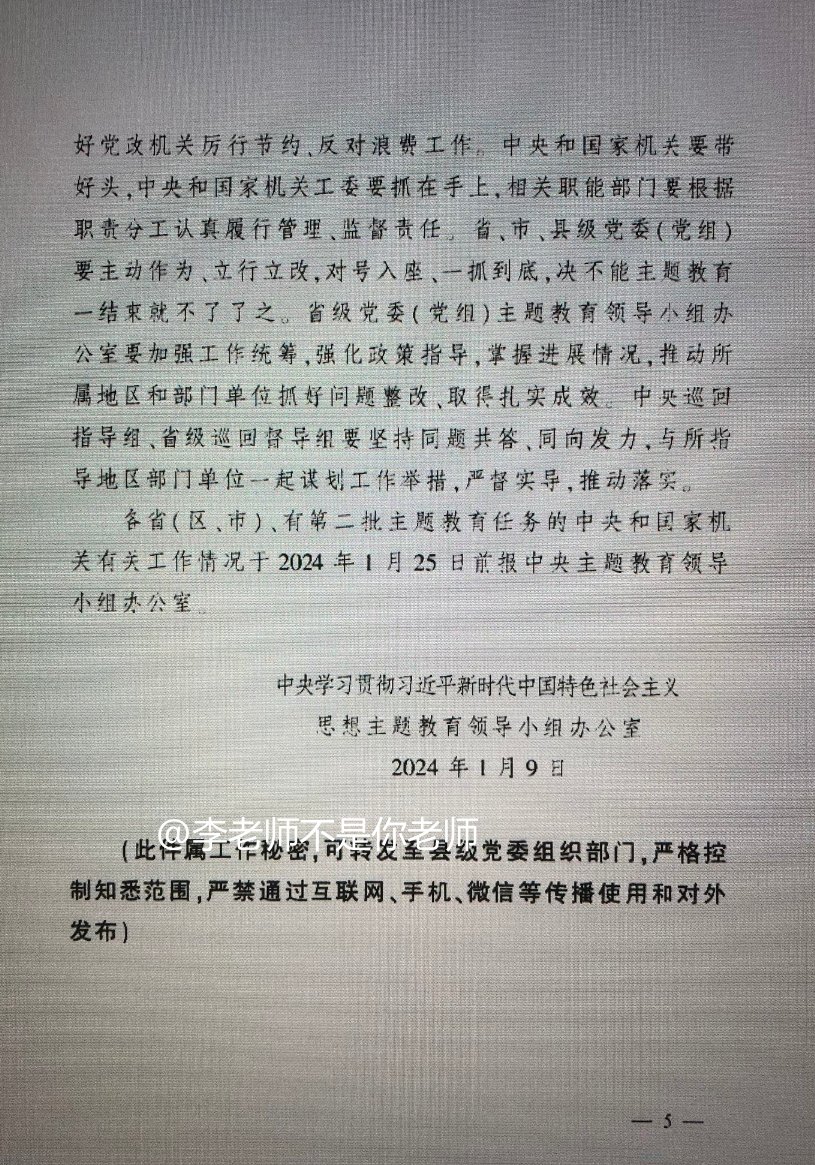 好党政机关厉行节约、反对浪费工作。中央和国家机关要带
好头,中央和国家机关工委要抓在手上,相关职能部门要根据
职责分工认真履行管理、监督责任。省、市、县级党委(党组)
要主动作为、立行立改,对号入座、一抓到底,决不能主题教育
一结束就不了了之。省级党委(党组)主题教育领导小组办
公室要加强工作统筹,强化政策指导,掌握进展情况,推动所
属地区和部门单位抓好问题整改、取得扎实成效。中央巡回
指导组、省级巡回督导组要坚持同题共答、同向发力,与所指
导地区部门单位一起谋划工作举措,严督实导,推动落实。
各省(区、市)、有第二批主题教育任务的中央和国家机
关有关工作情况于2024年1月25日前报中央主题教育领导
小组办公室。
中央学习贯彻习近平新时代中国特色社会主义
思想主题教育领导小组办公室
2024年1月9日
@李老师不是你老师
(此件属工作秘密,可转发至县级党委组织部门,严格控
制知悉范围,严禁通过互联网、手机、微信等传播使用和对外
发布)
— 5 —